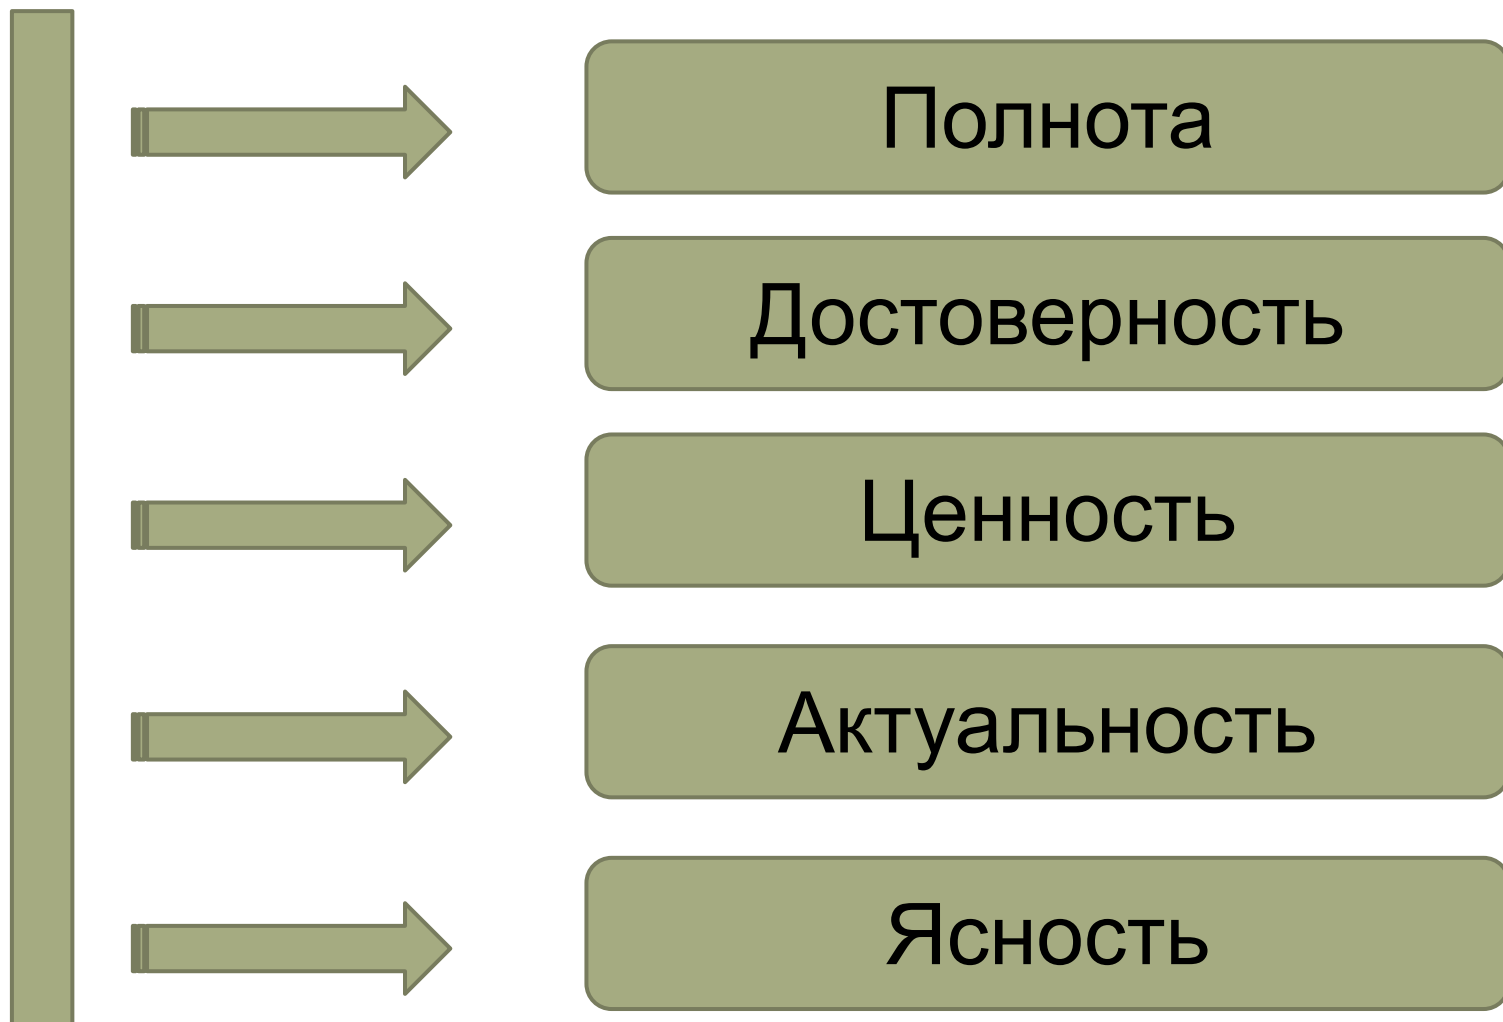 Полнота
Достоверность
Ценность
Актуальность
Ясность